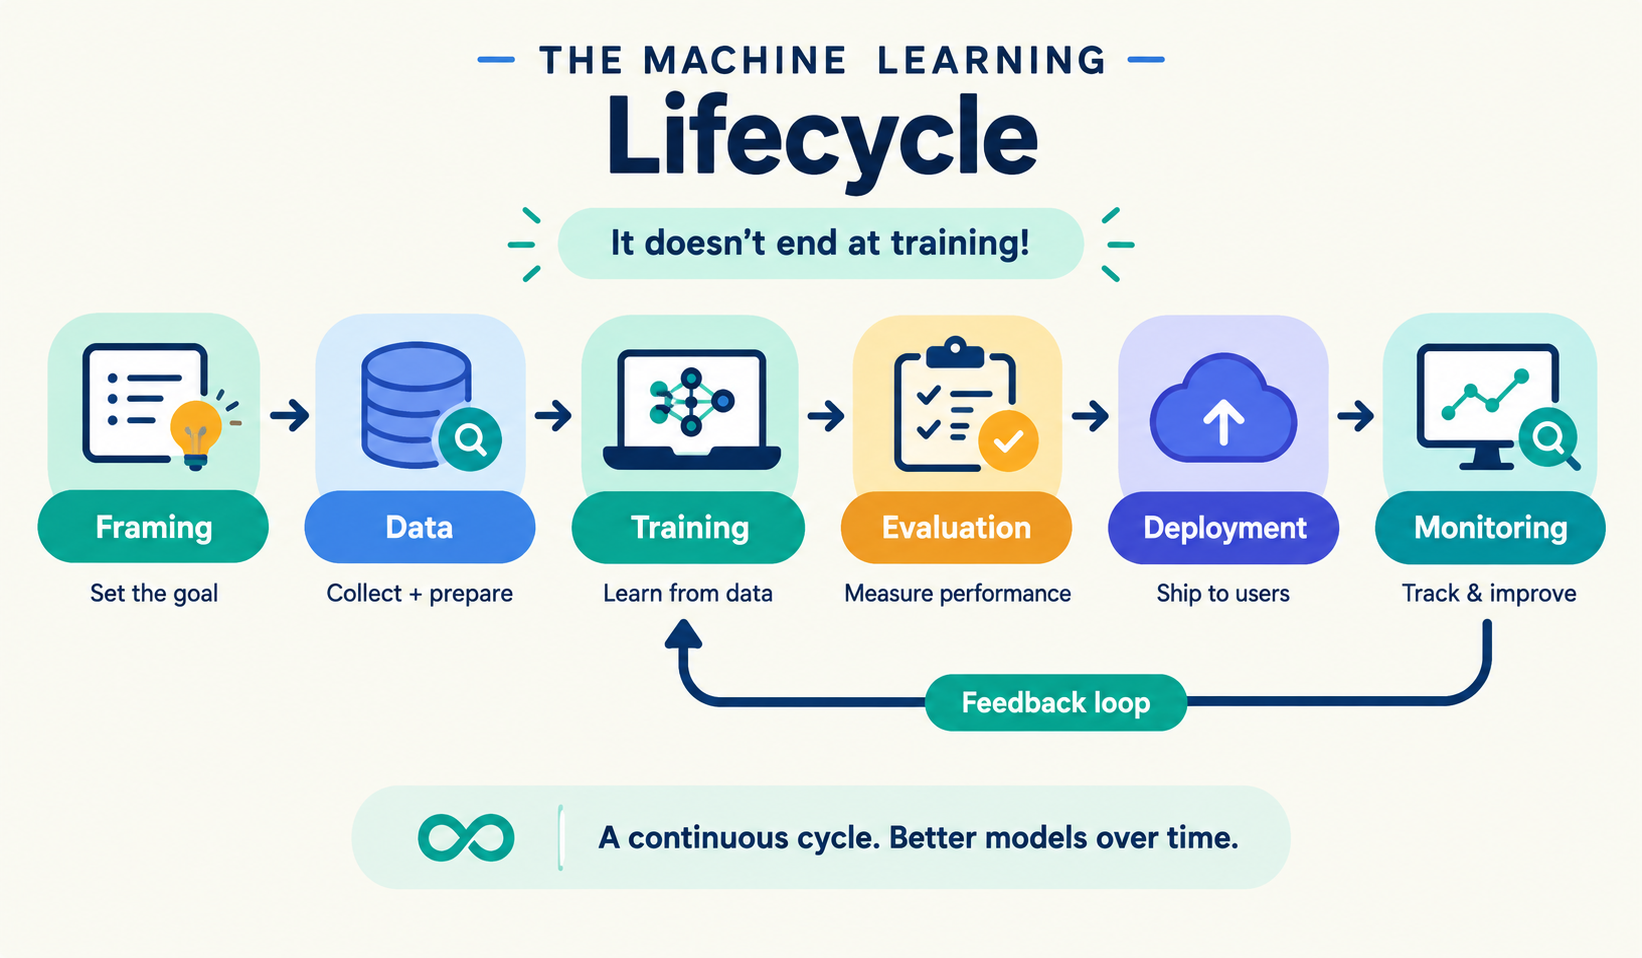 THE MACHINE LEARNING
Lifecycle
It doesn't end at training!
Framing
Data
Training
Evaluation
Deployment
Monitoring
Set the goal
Collect + prepare
Learn from data
Measure performance
Ship to users
Track & improve
Feedback loop
A continuous cycle. Better models over time.